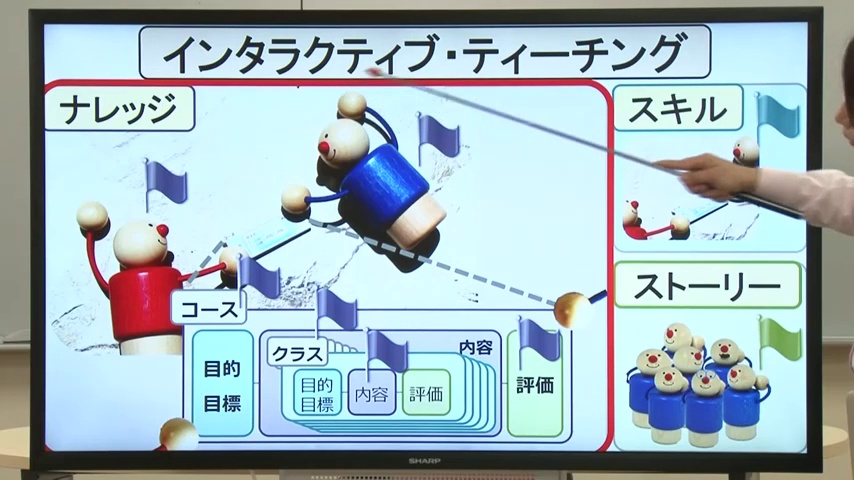 インタラクティブ・ティーチング
ナレッジ
スキル
ストーリー
コース
目的
目標
クラス
内容
目的
目標
内容
評価
評価
SHARP